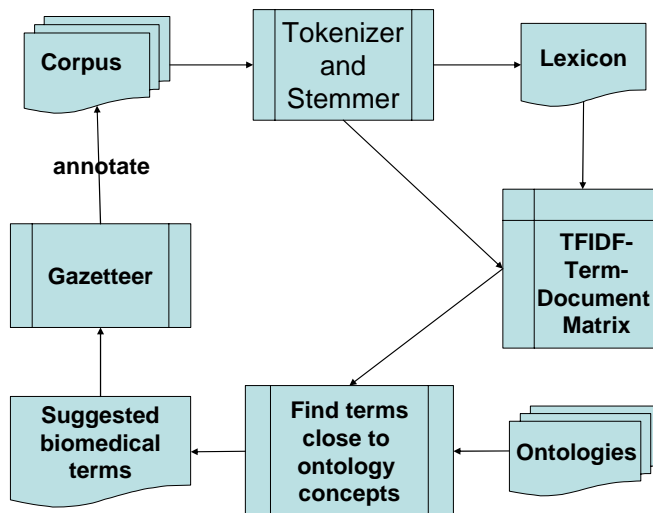 Corpus
Tokenizer
and
Stemmer
Lexicon
annotate
Gazetteer
TFIDF-
Term-
Document
Matrix
Suggested
biomedical
terms
Find terms
close to
ontology
concepts
Ontologies